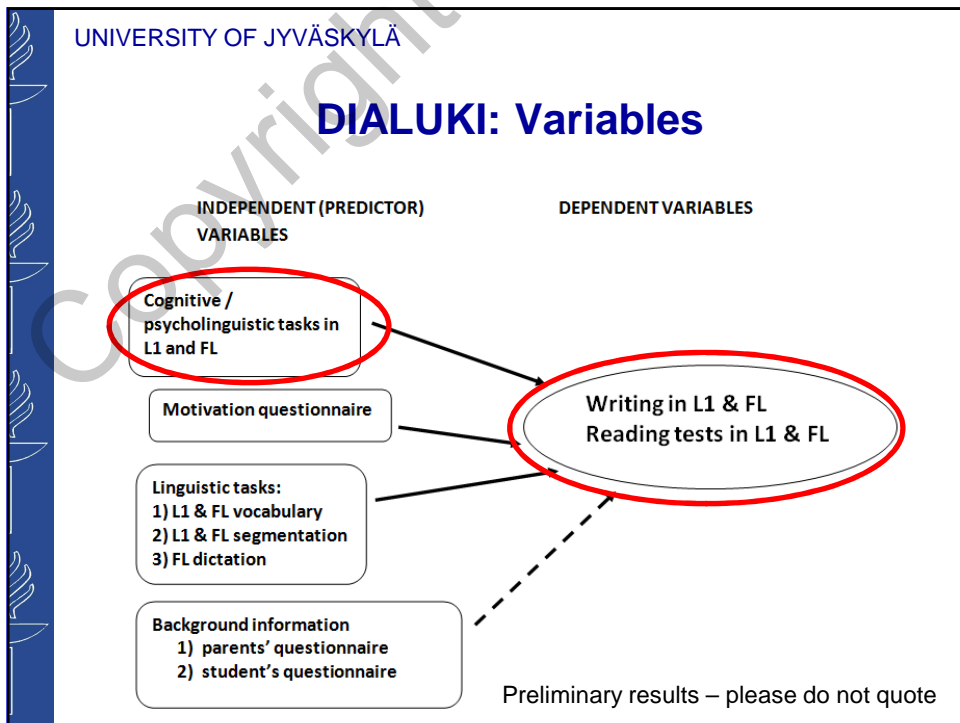 UNIVERSITY OF JYVÄSKYLÄ
Copyright
DIALUKI: Variables
INDEPENDENT (PREDICTOR)
VARIABLES
DEPENDENT VARIABLES
Cognitive /
psycholinguistic tasks in
L1 and FL
Motivation questionnaire
Linguistic tasks:
1) L1 & FL vocabulary
2) L1 & FL segmentation
3) FL dictation
Background information
1) parents' questionnaire
2) student's questionnaire
Writing in L1 & FL
Reading tests in L1 & FL
Preliminary results – please do not quote